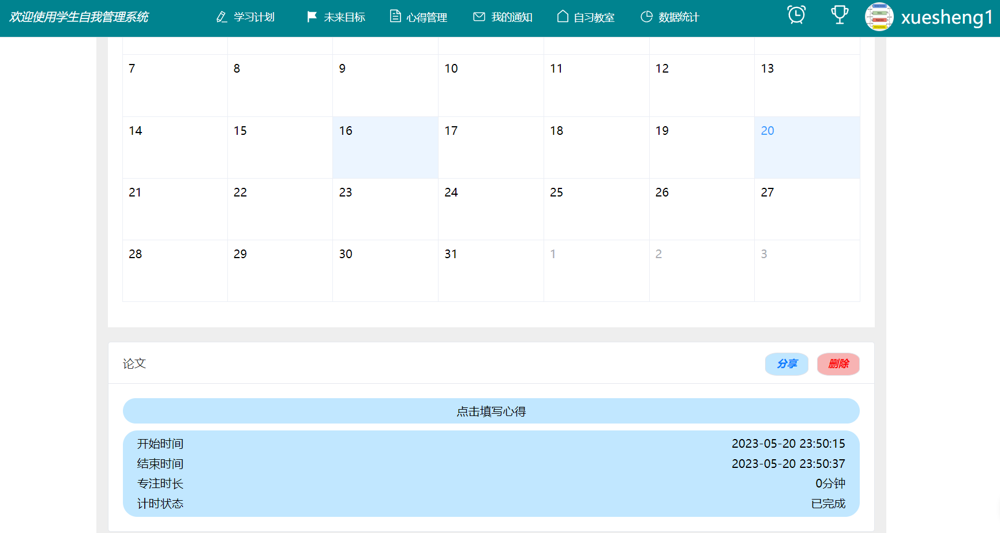 欢迎使用学生自我管理系统 学习计划 未来目标 心得管理 我的通知 自习教室 数据统计 xuesheng1
7 8 9 10 11 12 13
14 15 16 17 18 19 20
21 22 23 24 25 26 27
28 29 30 31 1 2 3
论文 分享 删除
点击填写心得
开始时间 2023-05-20 23:50:15
结束时间 2023-05-20 23:50:37
专注时长 0分钟
计时状态 已完成